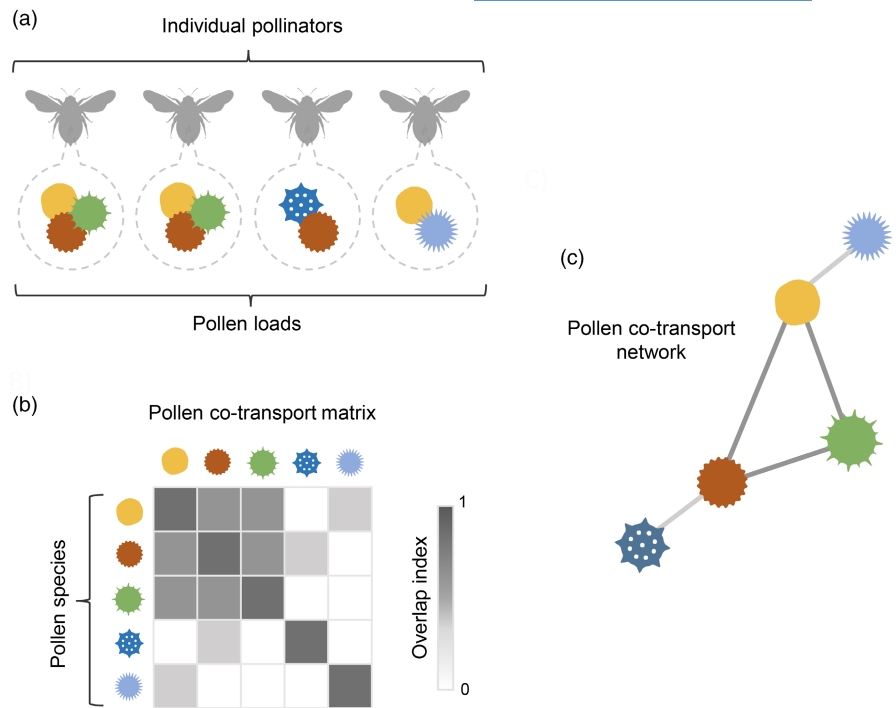 (a)
Individual pollinators
Pollen loads
(b)
Pollen co-transport matrix
Pollen species
1
Overlap index
0
(c)
Pollen co-transport
network